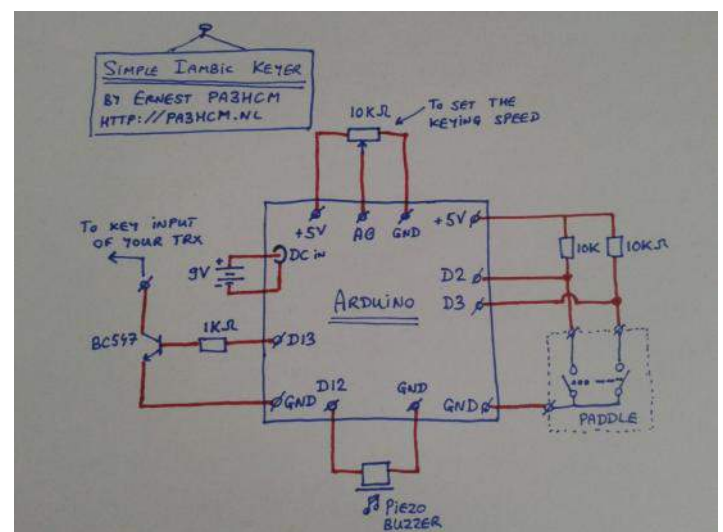 SIMPLE IAMBIC KEYER
BY ERNEST PA3HCM
HTTP://PA3HCM.NL
10KΩ
TO SET THE
KEYING SPEED
+5V
A0
GND
TO KEY INPUT
OF YOUR TRX
9V
+
-
DC in
+5V
10K
10KΩ
D2
D3
ARDUINO
BC547
1KΩ
D13
GND
D12
GND
GND
PADDLE
PIEZO
BUZZER